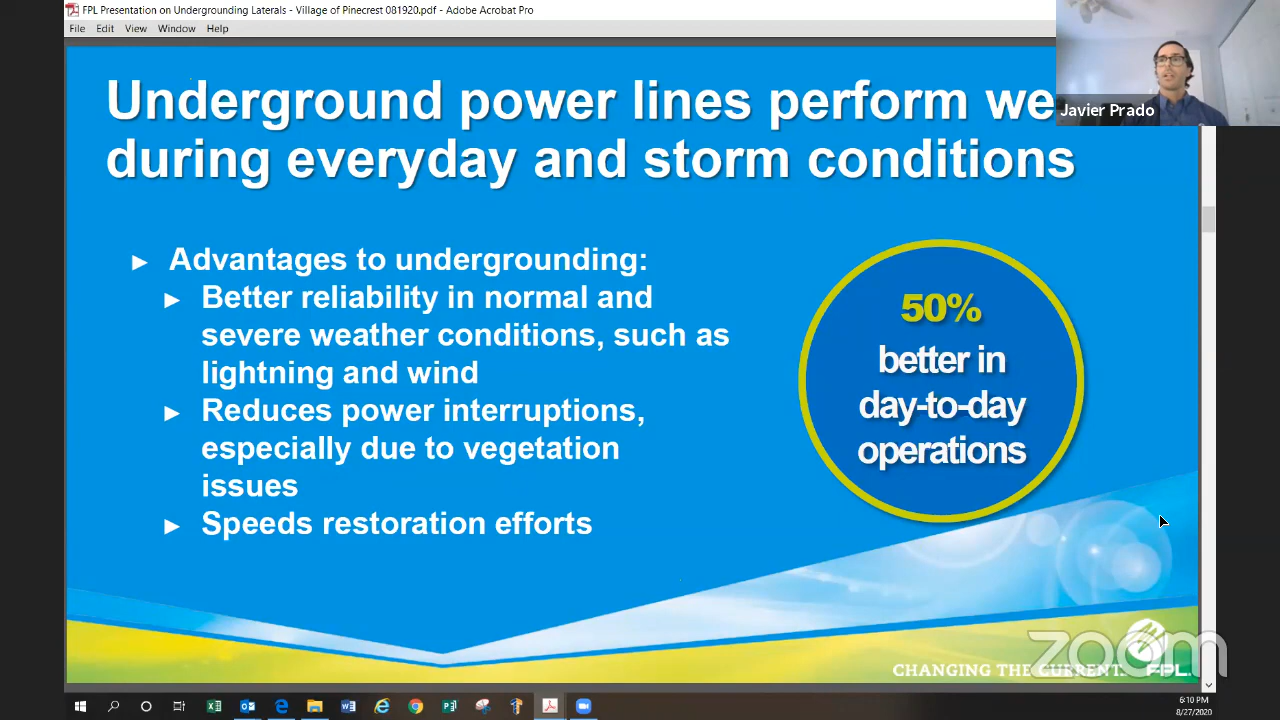 FPL Presentation on Undergrounding Laterals - Village of Pinecrest 081920.pdf - Adobe Acrobat Pro
File Edit View Window Help
Javier Prado
Underground power lines perform we
during everyday and storm conditions
► Advantages to undergrounding:
► Better reliability in normal and
severe weather conditions, such as
lightning and wind
► Reduces power interruptions,
especially due to vegetation
issues
► Speeds restoration efforts
50%
better in
day-to-day
operations
CHANGING THE CURRENT.
FPL.
zoom
6:10 PM
8/27/2020